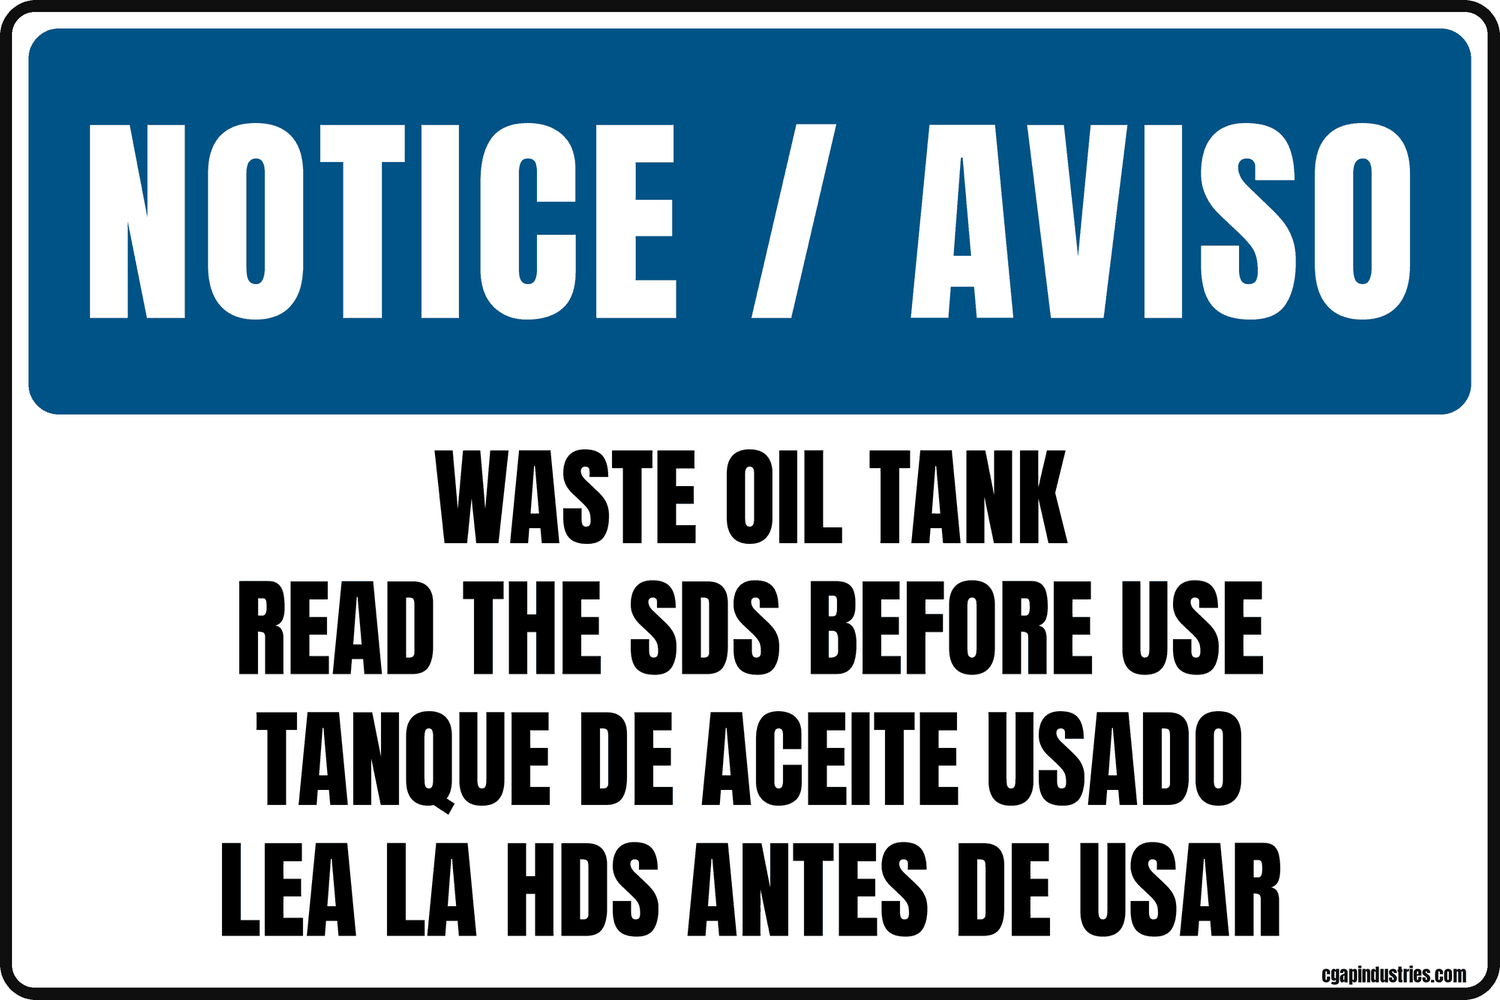 NOTICE / AVISO
WASTE OIL TANK
READ THE SDS BEFORE USE
TANQUE DE ACEITE USADO
LEA LA HDS ANTES DE USAR
cgapindustries.com